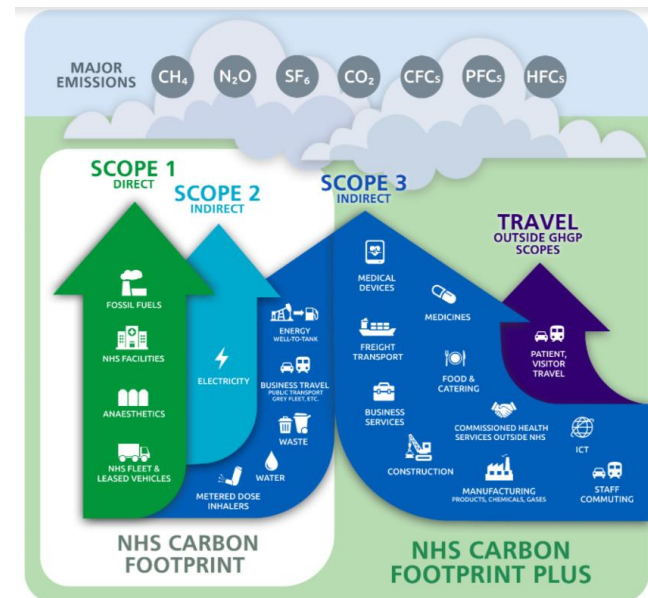 MAJOR
EMISSIONS
CH₄
N₂O
SF₆
CO₂
CFCs
PFCs
HFCs
SCOPE 1
DIRECT
SCOPE 2
INDIRECT
SCOPE 3
INDIRECT
TRAVEL
OUTSIDE GHGP
SCOPES
FOSSIL FUELS
NHS FACILITIES
ANAESTHETICS
NHS FLEET &
LEASED VEHICLES
ELECTRICITY
ENERGY
WELL-TO-TANK
BUSINESS TRAVEL
PUBLIC TRANSPORT
GREY FLEET, ETC.
WASTE
WATER
METERED DOSE
INHALERS
MEDICAL
DEVICES
MEDICINES
FREIGHT
TRANSPORT
FOOD &
CATERING
BUSINESS
SERVICES
COMMISSIONED HEALTH
SERVICES OUTSIDE NHS
CONSTRUCTION
MANUFACTURING
PRODUCTS, CHEMICALS, GASES
PATIENT,
VISITOR
TRAVEL
ICT
STAFF
COMMUTING
NHS CARBON
FOOTPRINT
NHS CARBON
FOOTPRINT PLUS